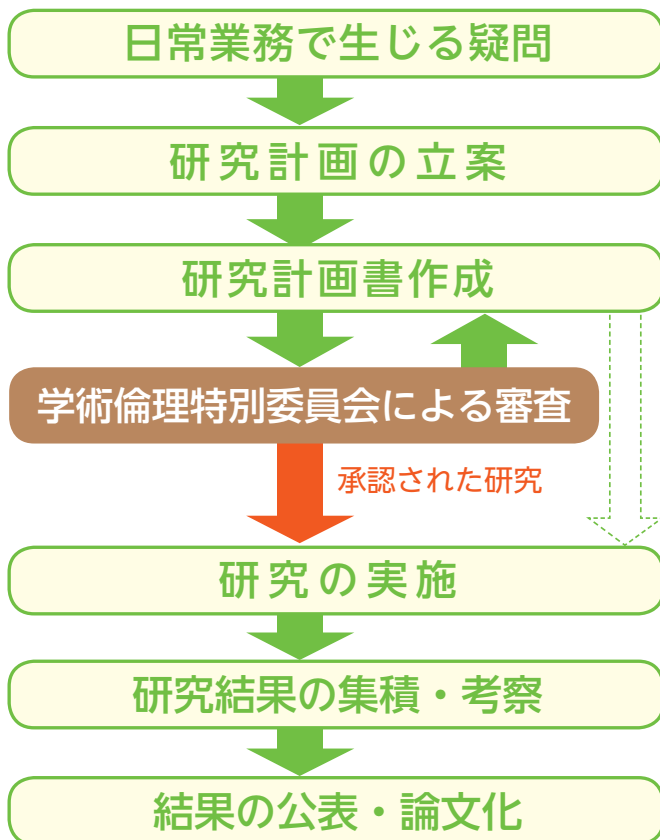 日常業務で生じる疑問
研究計画の立案
研究計画書作成
学術倫理特別委員会による審査
承認された研究
研究の実施
研究結果の集積・考察
結果の公表・論文化